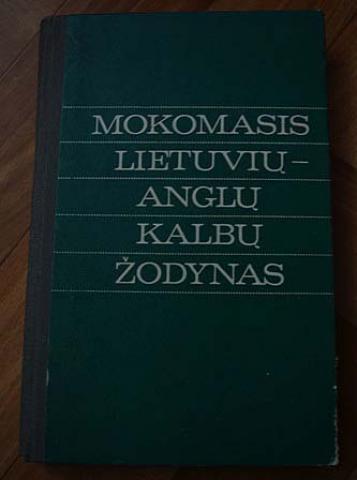 MOKOMASIS
LIETUVIŲ –
ANGLŲ
KALBŲ
ŽODYNAS